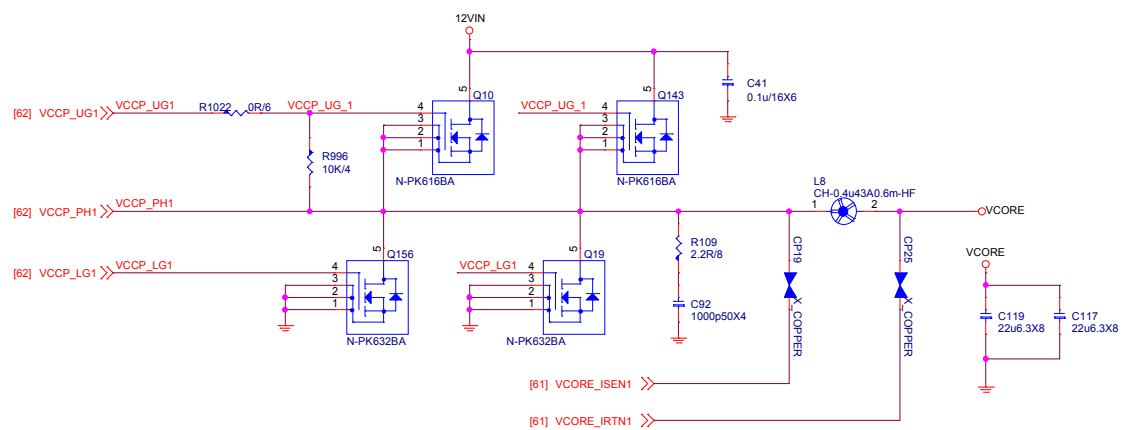 12VIN
5
Q10
5
Q143
C41
0.1u/16X6
[62] VCCP_UG1
VCCP_UG1
R1022
0R/6
VCCP_UG_1
4
3
2
1
VCCP_UG_1
4
3
2
1
R996
10K/4
N-PK616BA
N-PK616BA
L8
CH-0.4u43A0.6m-HF
[62] VCCP_PH1
VCCP_PH1
1
2
VCORE
5
Q156
5
Q19
R109
2.2R/8
CP19
CP25
VCORE
[62] VCCP_LG1
VCCP_LG1
4
3
2
1
VCCP_LG1
4
3
2
1
C92
1000p50X4
X_COPPER
X_COPPER
C119
22u6.3X8
C117
22u6.3X8
N-PK632BA
N-PK632BA
[61] VCORE_ISEN1
[61] VCORE_IRTN1